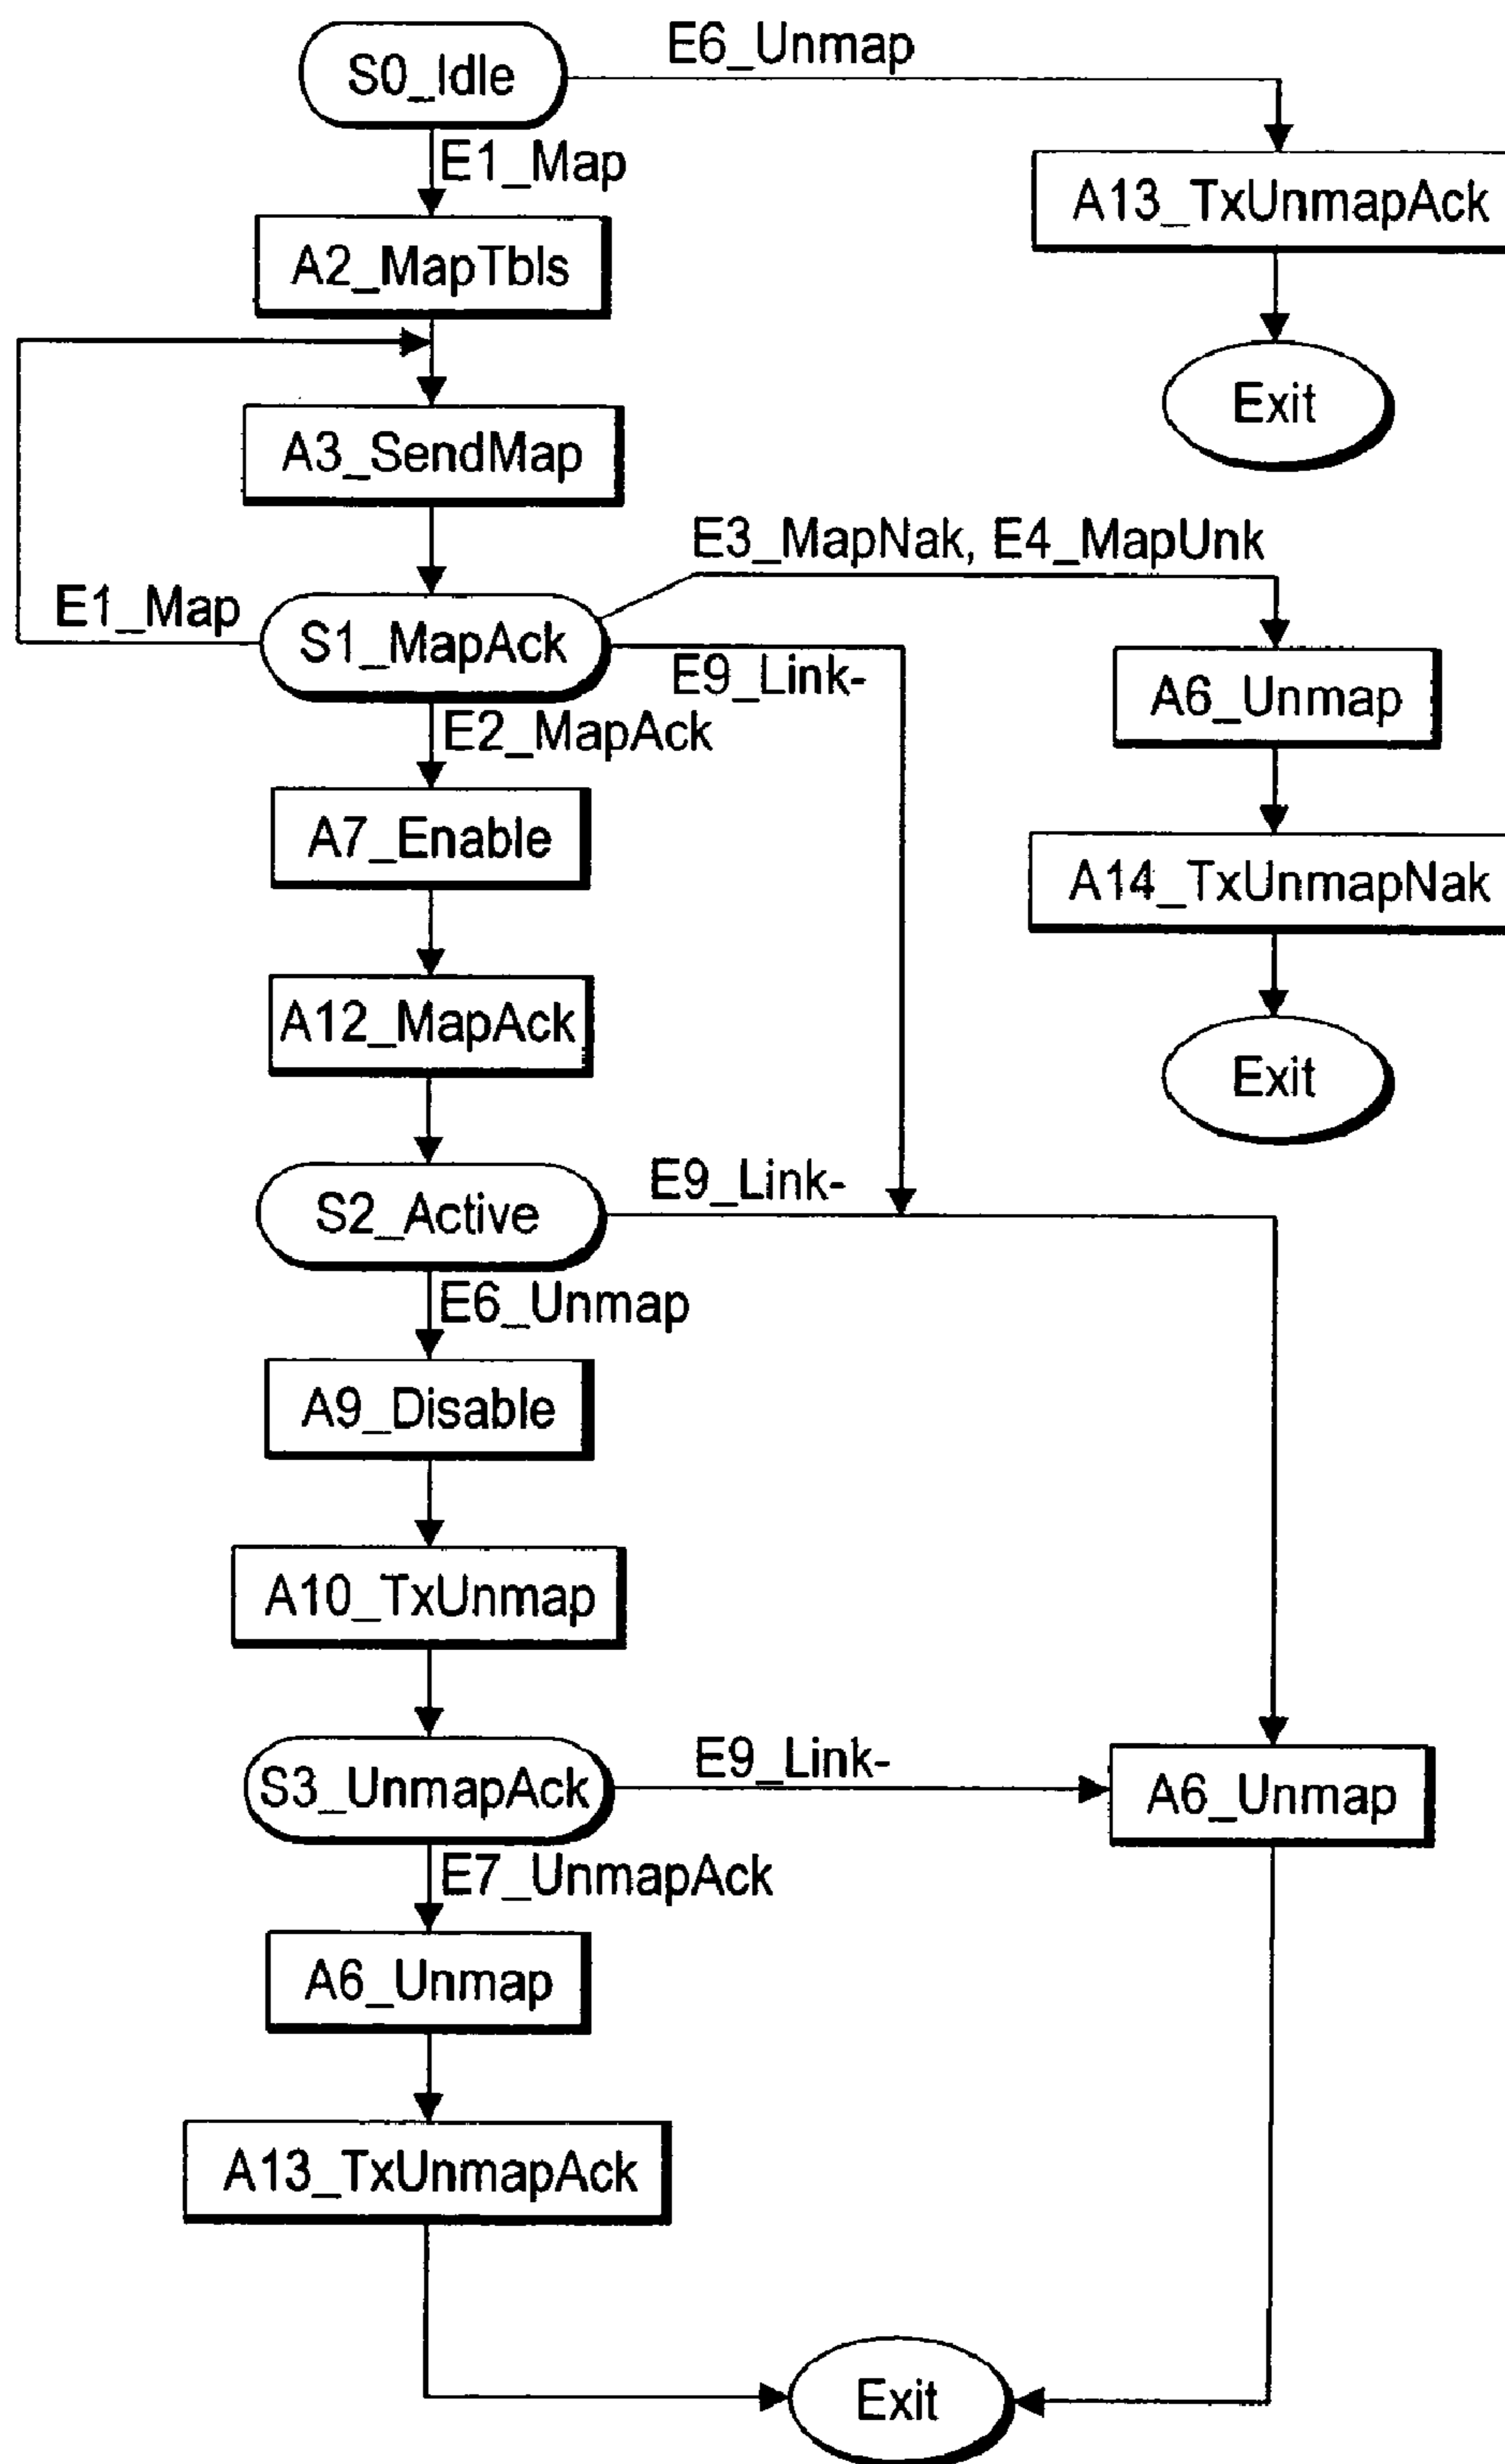 S0_Idle
E6_Unmap
E1_Map
A13_TxUnmapAck
A2_MapTbls
Exit
A3_SendMap
E3_MapNak, E4_MapUnk
E1_Map
S1_MapAck
E9_Link-
A6_Unmap
E2_MapAck
A7_Enable
A14_TxUnmapNak
A12_MapAck
Exit
S2_Active
E9_Link-
E6_Unmap
A9_Disable
A10_TxUnmap
S3_UnmapAck
E9_Link-
A6_Unmap
E7_UnmapAck
A6_Unmap
A13_TxUnmapAck
Exit